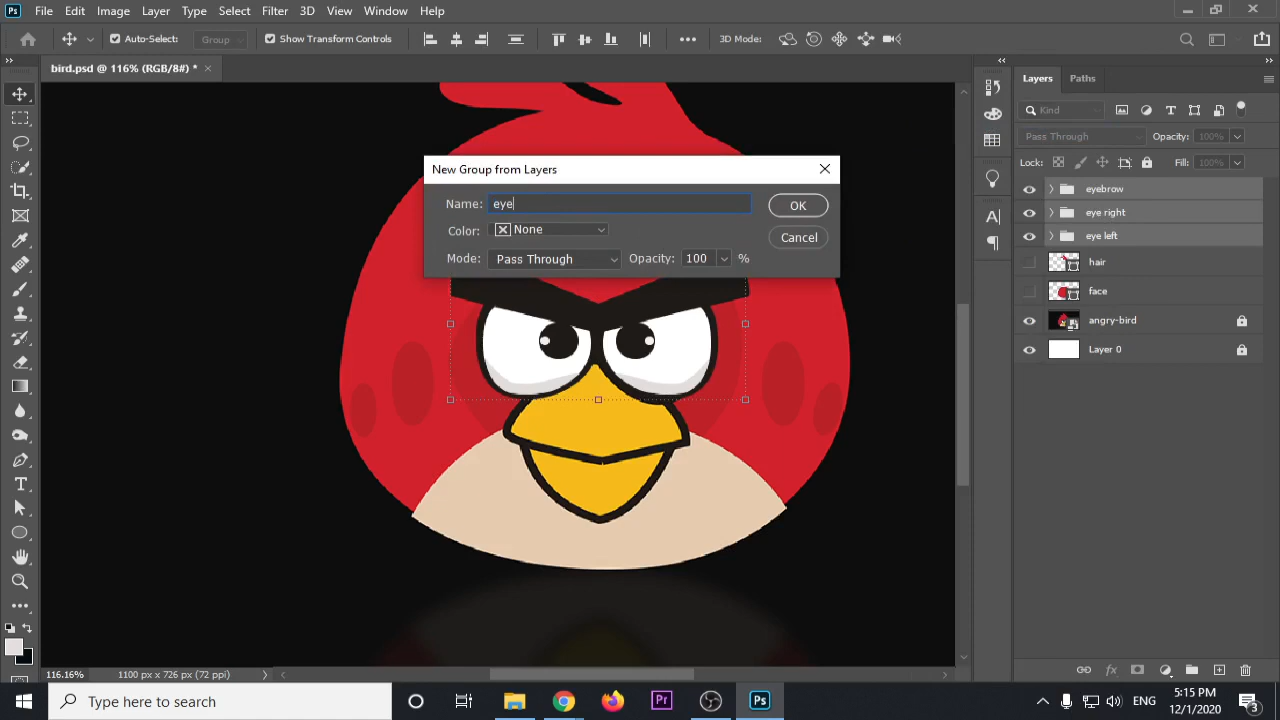 Ps File Edit Image Layer Type Select Filter 3D View Window Help
Auto-Select: Group Show Transform Controls 3D Mode:
bird.psd @ 116% (RGB/8#) *
New Group from Layers
Name: eye
OK
Color: None
Cancel
Mode: Pass Through Opacity: 100 %
Layers Paths
Kind
Pass Through Opacity: 100%
Lock: Fill: 100%
eyebrow
eye right
eye left
hair
face
angry-bird
Layer 0
A
116.16% 1100 px x 726 px (72 ppi)
Type here to search
Pr
Ps
ENG
5:15 PM
12/1/2020
3